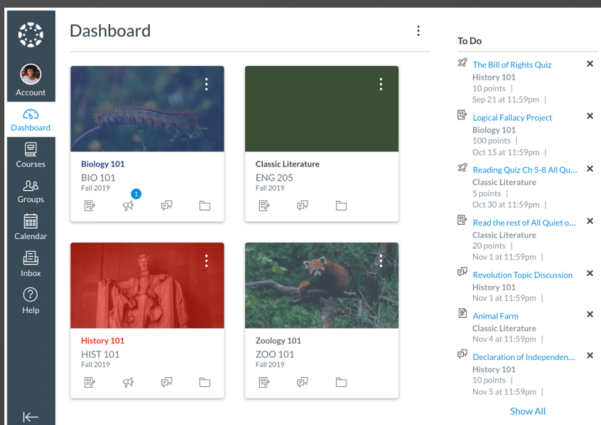 Dashboard
Account
Dashboard
Courses
Groups
Calendar
Inbox
Help
Biology 101
BIO 101
Fall 2019
1
Classic Literature
ENG 205
Fall 2019
History 101
HIST 101
Fall 2019
Zoology 101
ZOO 101
Fall 2019
To Do
The Bill of Rights Quiz
History 101
10 points |
Sep 21 at 11:59pm |
Logical Fallacy Project
Biology 101
100 points |
Oct 15 at 11:59pm |
Reading Quiz Ch 5-8 All Qu...
Classic Literature
5 points |
Oct 30 at 11:59pm |
Read the rest of All Quiet o...
Classic Literature
20 points |
Nov 1 at 11:59pm |
Revolution Topic Discussion
History 101
Nov 1 at 11:59pm |
Animal Farm
Classic Literature
Nov 4 at 11:59pm |
Declaration of Independen...
History 101
10 points |
Nov 5 at 11:59pm |
Show All